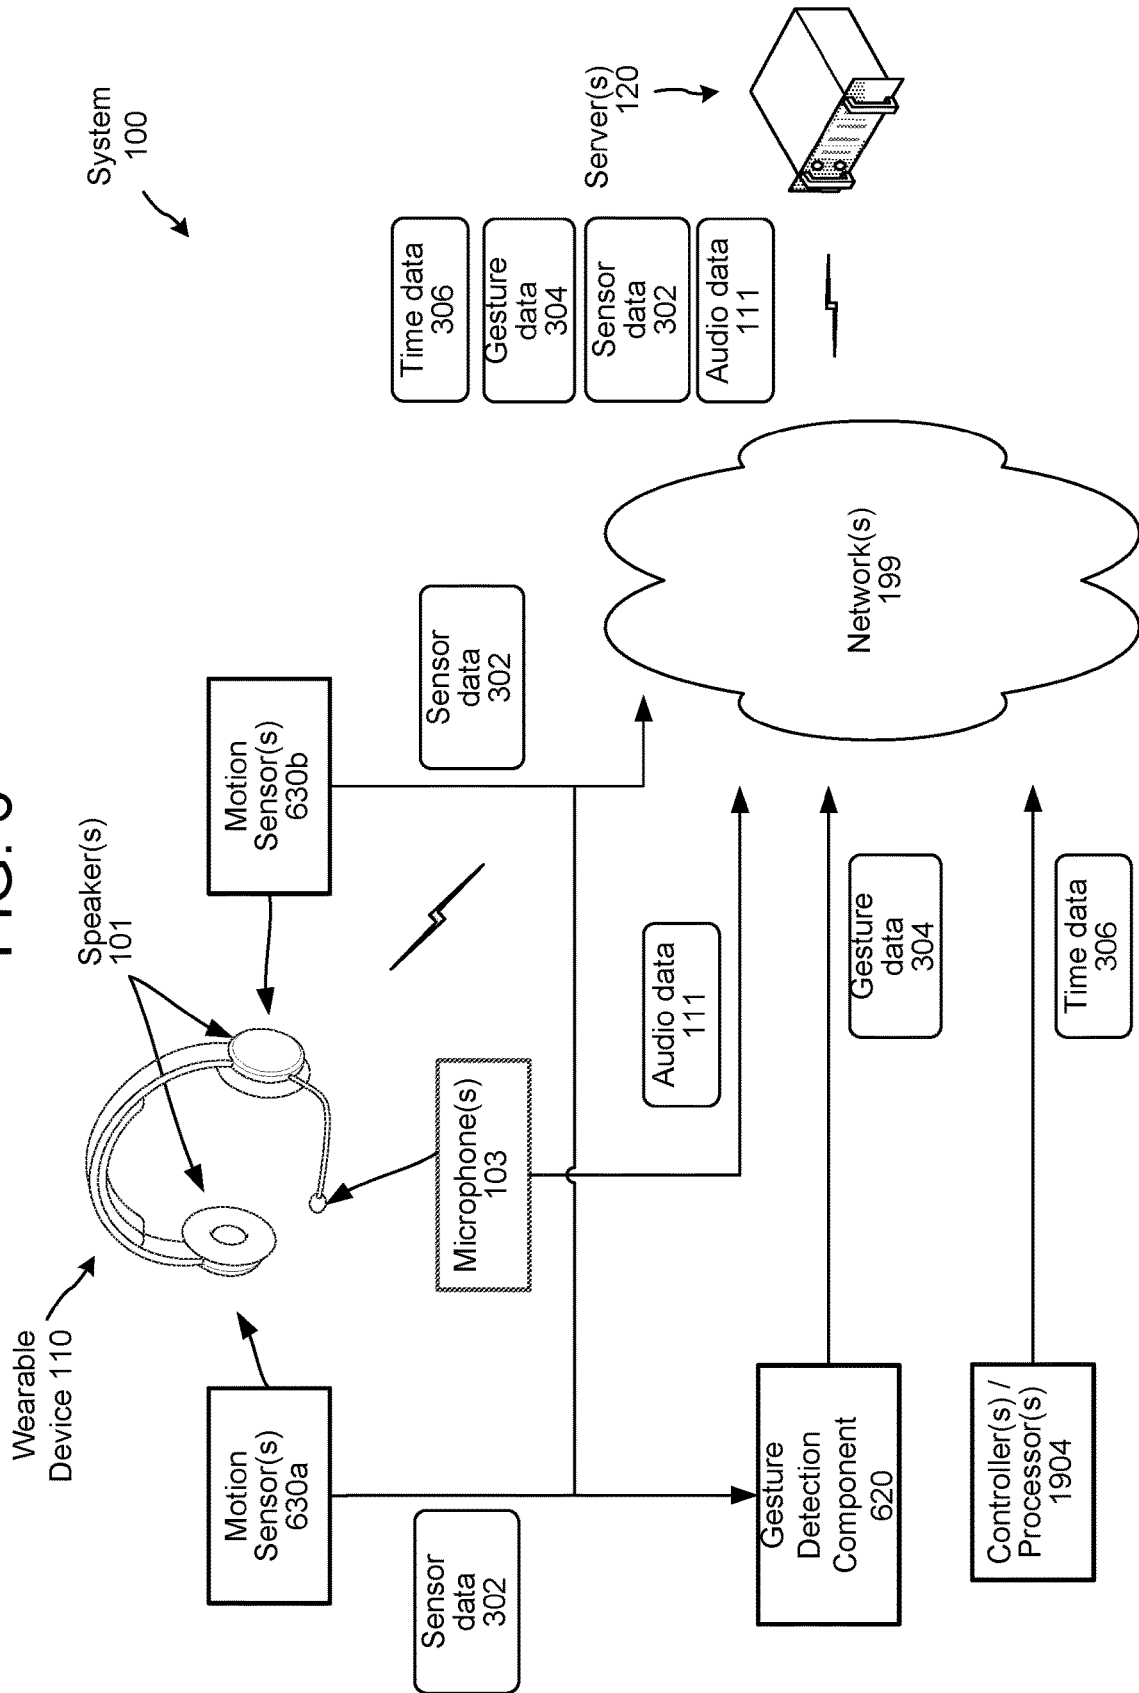 Wearable
Device 110
Speaker(s)
101
System
100
Motion
Sensor(s)
630a
Motion
Sensor(s)
630b
Sensor
data
302
Microphone(s)
103
Sensor
data
302
Time data
306
Gesture
data
304
Sensor
data
302
Audio data
111
Server(s)
120
Audio data
111
Gesture
Detection
Component
620
Gesture
data
304
Network(s)
199
Controller(s) /
Processor(s)
1904
Time data
306